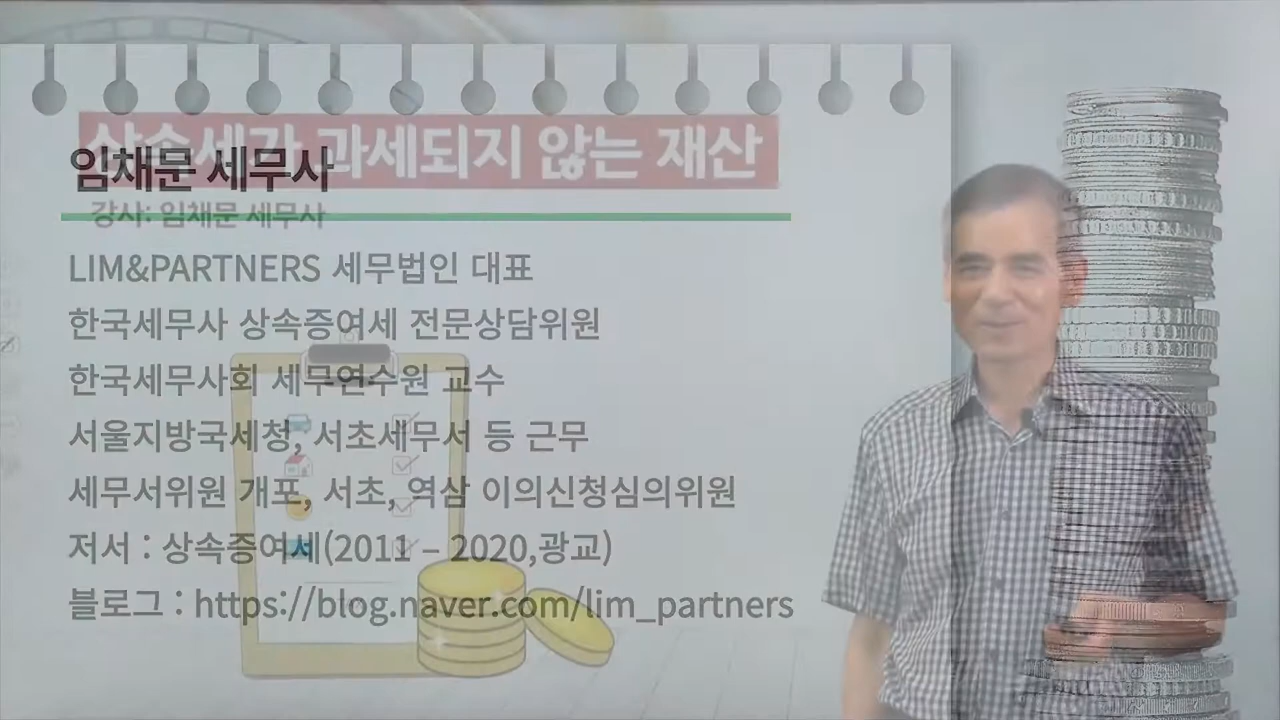 상속세가 과세되지 않는 재산
임채문 세무사
강사: 임채문 세무사
LIM&PARTNERS 세무법인 대표
한국세무사 상속증여세 전문상담위원
한국세무사회 세무연수원 교수
서울지방국세청, 서초세무서 등 근무
세무서위원 개포, 서초, 역삼 이의신청심의위원
저서 : 상속증여세(2011 – 2020,광교)
블로그 : https://blog.naver.com/lim_partners